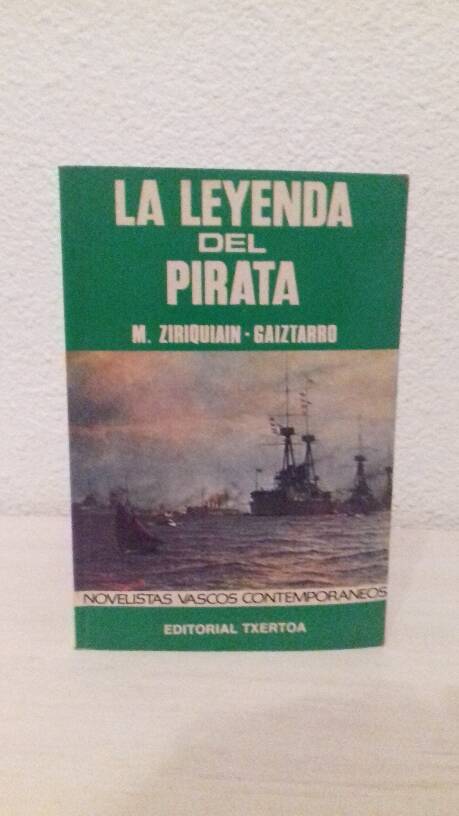 LA LEYENDA
DEL
PIRATA
M. ZIRIQUIAIN - GAIZTARRO
NOVELISTAS VASCOS CONTEMPORANEOS
EDITORIAL TXERTOA